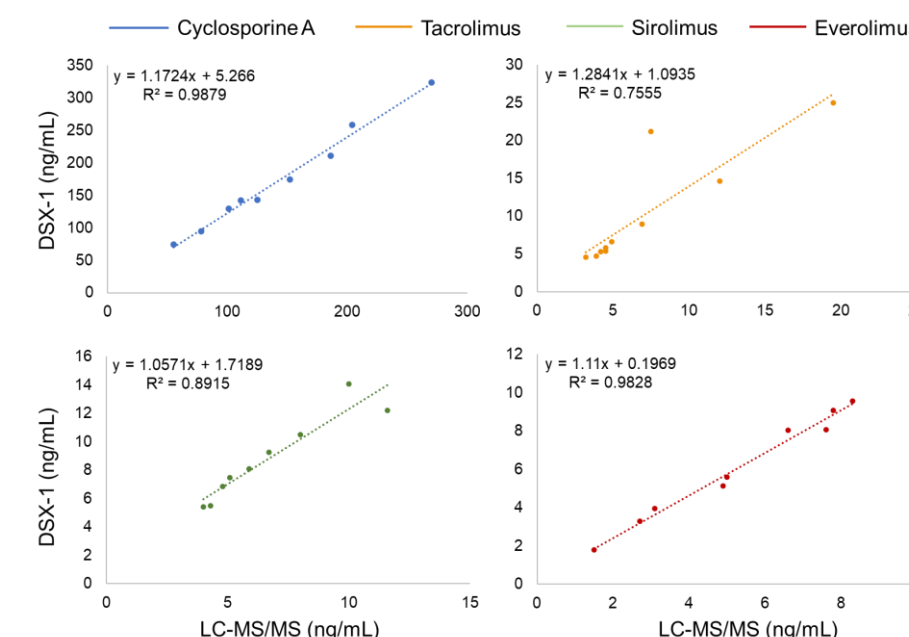 Cyclosporine A Tacrolimus Sirolimus Everolimu
y = 1.1724x + 5.266
R² = 0.9879
DSX-1 (ng/mL)
350
300
250
200
150
100
50
0
0 100 200 300
y = 1.2841x + 1.0935
R² = 0.7555
30
25
20
15
10
5
0
0 5 10 15 20
y = 1.0571x + 1.7189
R² = 0.8915
DSX-1 (ng/mL)
16
14
12
10
8
6
4
2
0
0 5 10 15
LC-MS/MS (ng/mL)
y = 1.11x + 0.1969
R² = 0.9828
12
10
8
6
4
2
0
0 2 4 6 8
LC-MS/MS (ng/mL)